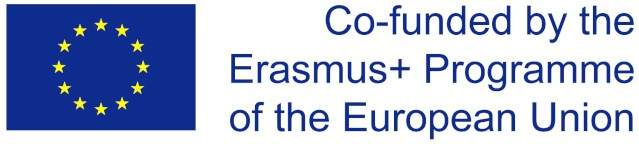 Co-funded by the
Erasmus+ Programme
of the European Union